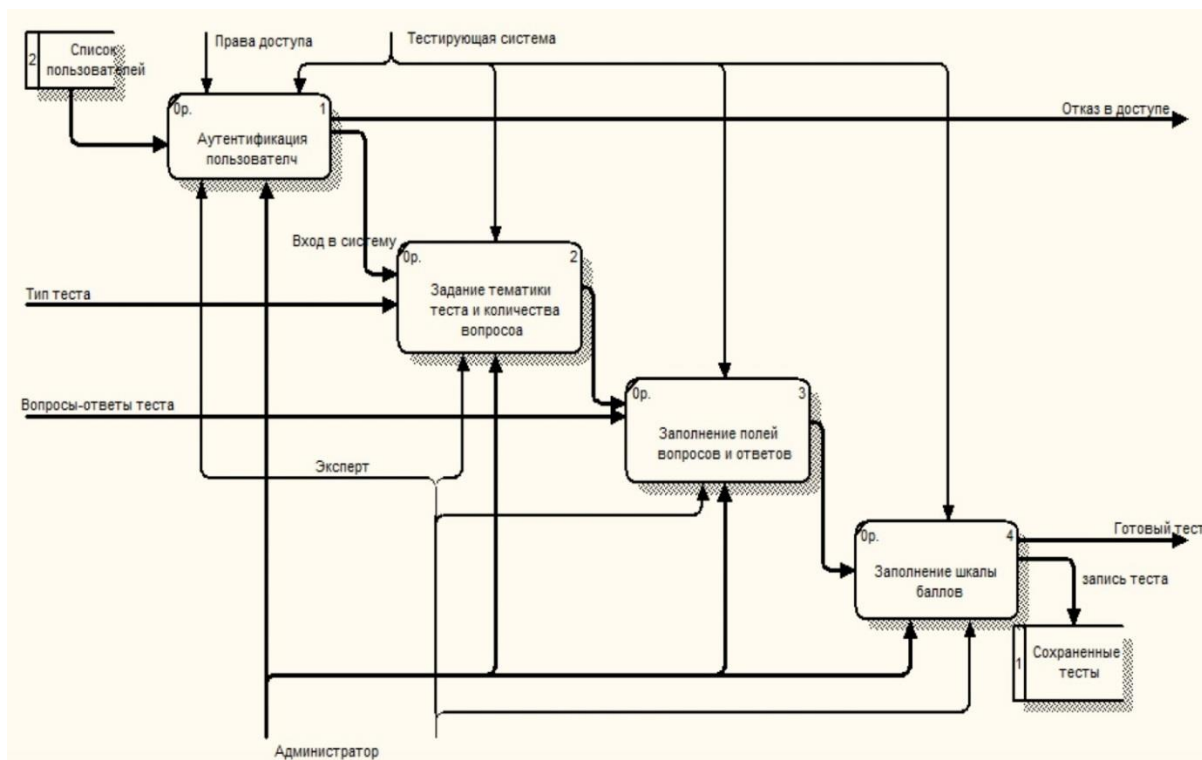 Список
пользователей
2
Права доступа
Тестирующая система
0р.
1
Аутентификация
пользователч
Отказ в доступе
Вход в систему
0р.
2
Задание тематики
теста и количества
вопросоа
Тип теста
0р.
3
Заполнение полей
вопросов и ответов
Вопросы-ответы теста
Эксперт
0р.
4
Заполнение шкалы
баллов
Готовый тест
запись теста
1
Сохраненные
тесты
Администратор